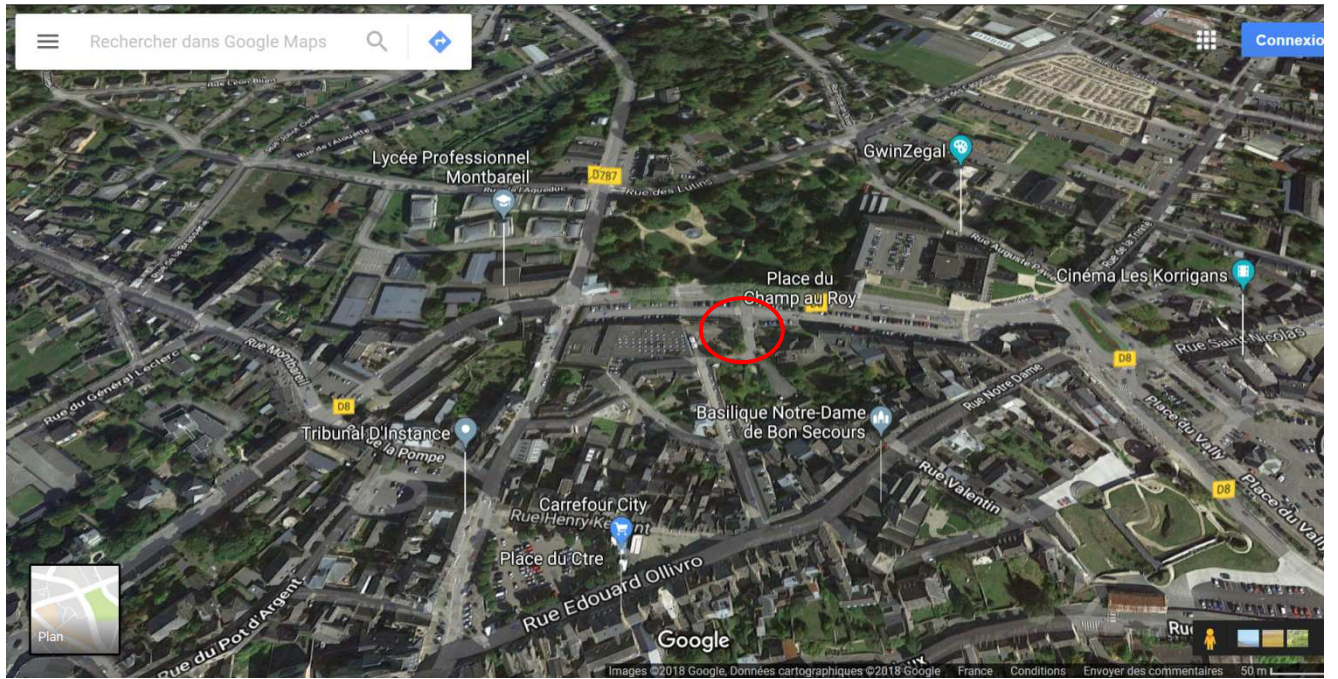 Rechercher dans Google Maps
Connexio
Rue Léon Blum
Rue de l'Alouette
Lycée Professionnel
Montbareil
Rue de l'Aqueduc
D787
Rue des Lutins
GwinZegal
Rue Auguste Pavie
Rue de la Trinité
Place du
Champ au Roy
Cinéma Les Korrigans
Rue Saint-Nicolas
D8
Rue du Général Leclerc
Rue Montbareil
D8
Tribunal D'Instance
de la Pompe
Basilique Notre-Dame
de Bon Secours
Rue Notre Dame
Place du Vally
Rue Valentin
D8
Place du Vally
Carrefour City
Rue Henry Ke
nt
Place du Ctre
Rue Edouard Ollivro
Rue du Pot d'Argent
Plan
Google
Images ©2018 Google, Données cartographiques ©2018 Google France Conditions Envoyer des commentaires 50 m